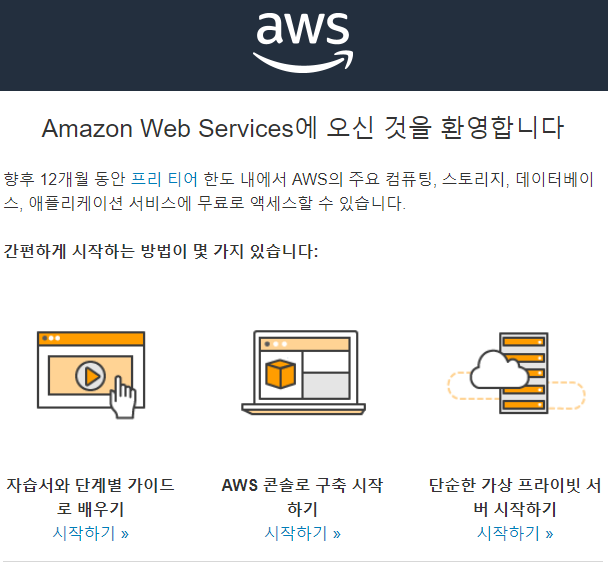 aws
Amazon Web Services에 오신 것을 환영합니다
향후 12개월 동안 프리 티어 한도 내에서 AWS의 주요 컴퓨팅, 스토리지, 데이터베이
스, 애플리케이션 서비스에 무료로 액세스할 수 있습니다.
간편하게 시작하는 방법이 몇 가지 있습니다:
자습서와 단계별 가이드
로 배우기
시작하기 »
AWS 콘솔로 구축 시작
하기
시작하기 »
단순한 가상 프라이빗 서
버 시작하기
시작하기 »